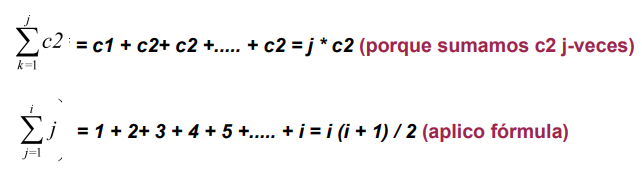 j
∑ c2 = c1 + c2+ c2 +..... + c2 = j * c2 (porque sumamos c2 j-veces)
k=1
i
∑ j = 1 + 2+ 3 + 4 + 5 +..... + i = i (i + 1) / 2 (aplico fórmula)
j=1